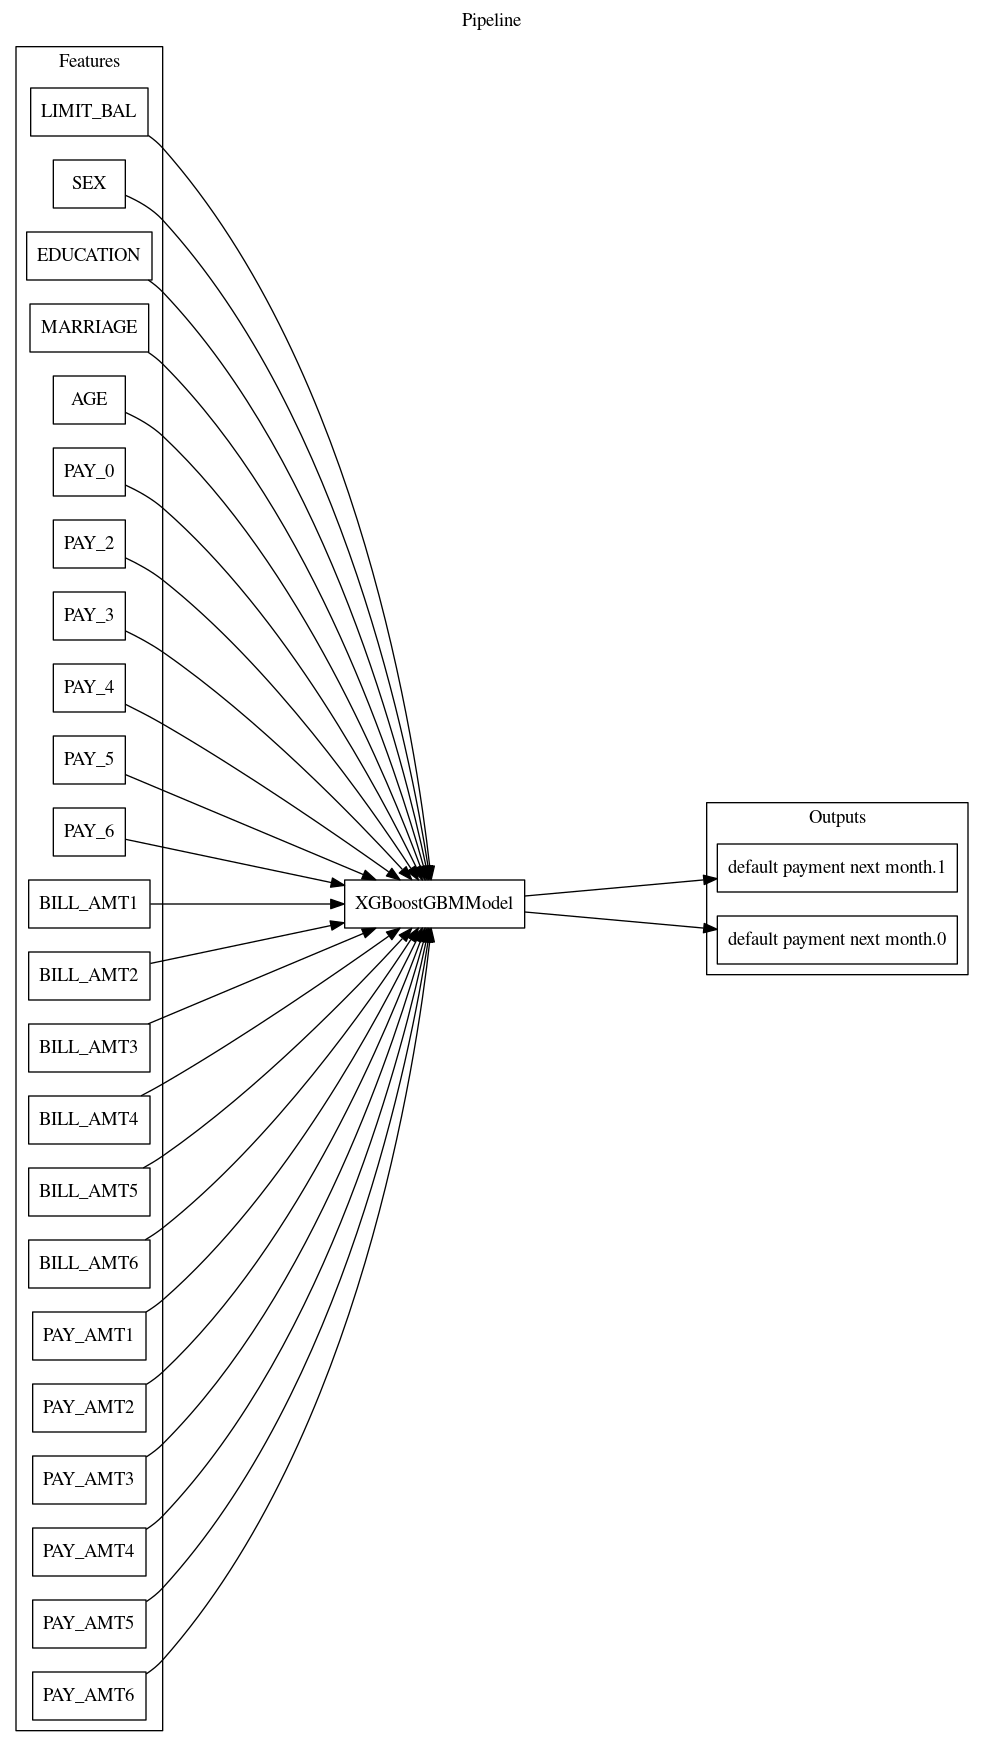 Pipeline
Features
LIMIT_BAL
SEX
EDUCATION
MARRIAGE
AGE
PAY_0
PAY_2
PAY_3
PAY_4
PAY_5
PAY_6
BILL_AMT1
BILL_AMT2
BILL_AMT3
BILL_AMT4
BILL_AMT5
BILL_AMT6
PAY_AMT1
PAY_AMT2
PAY_AMT3
PAY_AMT4
PAY_AMT5
PAY_AMT6
XGBoostGBMModel
Outputs
default payment next month.1
default payment next month.0